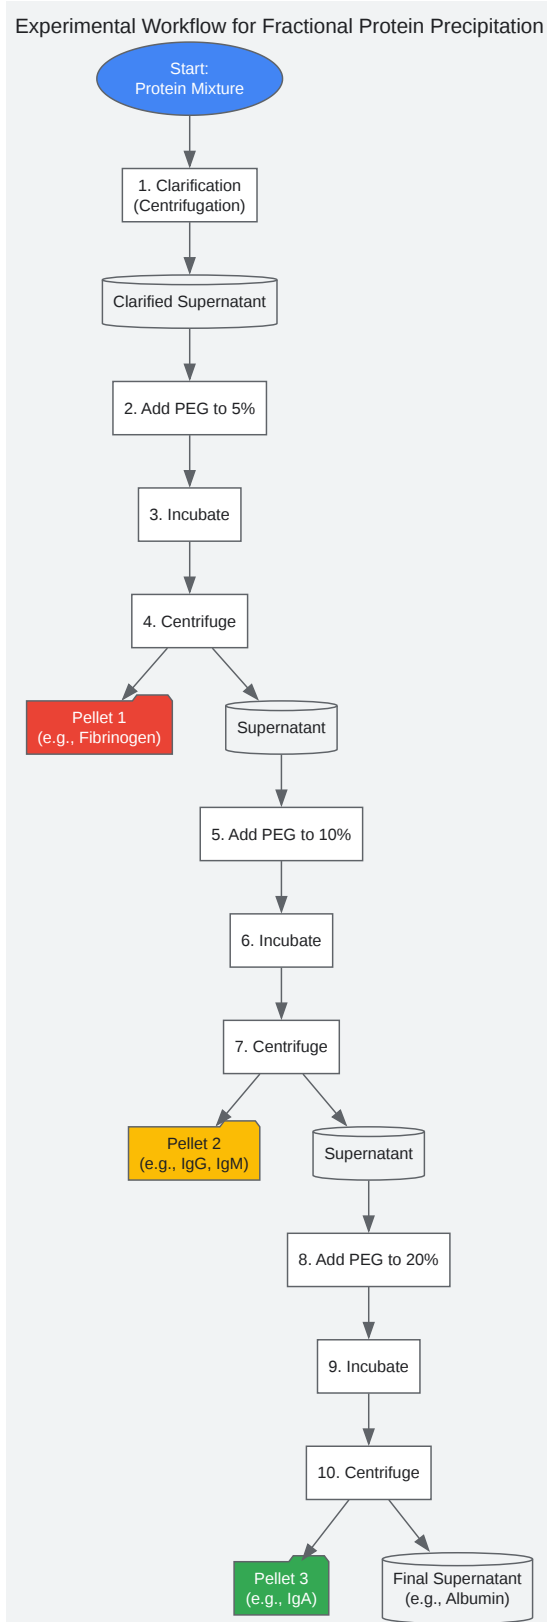 Experimental Workflow for Fractional Protein Precipitation
Start:
Protein Mixture
1. Clarification
(Centrifugation)
Clarified Supernatant
2. Add PEG to 5%
3. Incubate
4. Centrifuge
Pellet 1
(e.g., Fibrinogen)
Supernatant
5. Add PEG to 10%
6. Incubate
7. Centrifuge
Pellet 2
(e.g., IgG, IgM)
Supernatant
8. Add PEG to 20%
9. Incubate
10. Centrifuge
Pellet 3
(e.g., IgA)
Final Supernatant
(e.g., Albumin)